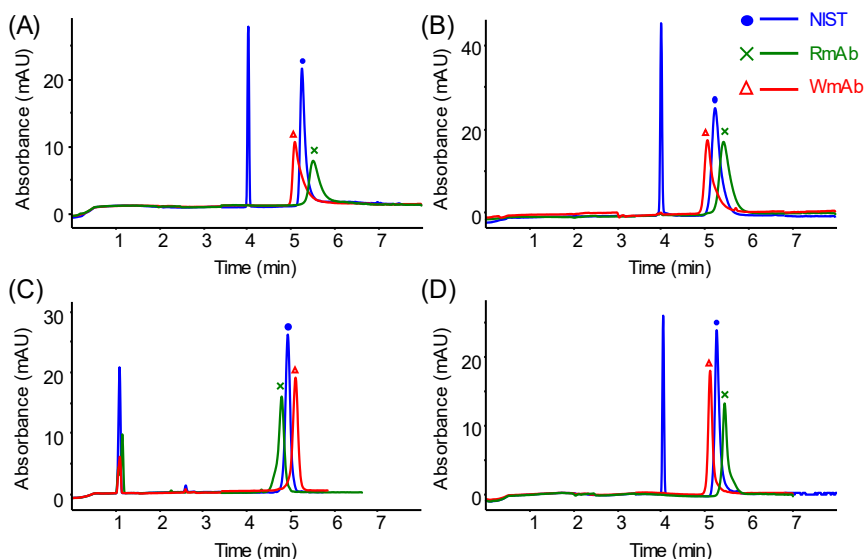 (A)
Absorbance (mAU)
20
10
0
1 2 3 4 5 6 7
Time (min)
(B)
Absorbance (mAU)
40
20
0
1 2 3 4 5 6 7
Time (min)
NIST
RmAb
WmAb
(C)
Absorbance (mAU)
30
20
10
0
1 2 3 4 5 6 7
Time (min)
(D)
Absorbance (mAU)
20
10
0
1 2 3 4 5 6 7
Time (min)